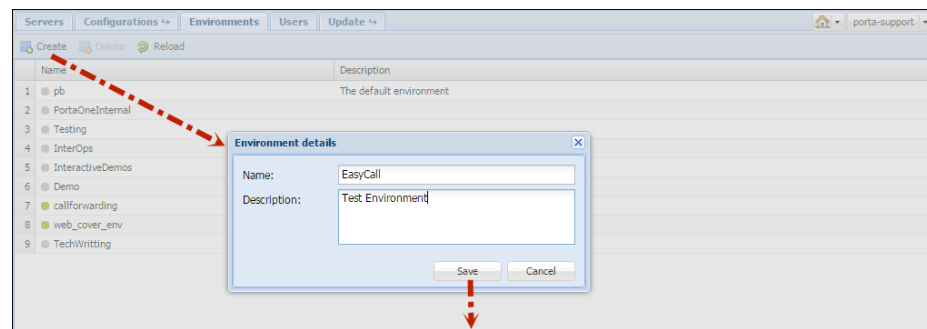 Servers Configurations ↪ Environments Users Update ↪ porta-support
Create Delete Reload
Name Description
1 pb The default environment
2 PortaOneInternal
3 Testing
4 InterOps
5 InteractiveDemos
6 Demo
7 callforwarding
8 web_cover_env
9 TechWritting
Environment details
Name: EasyCall
Description: Test Environment
Save Cancel